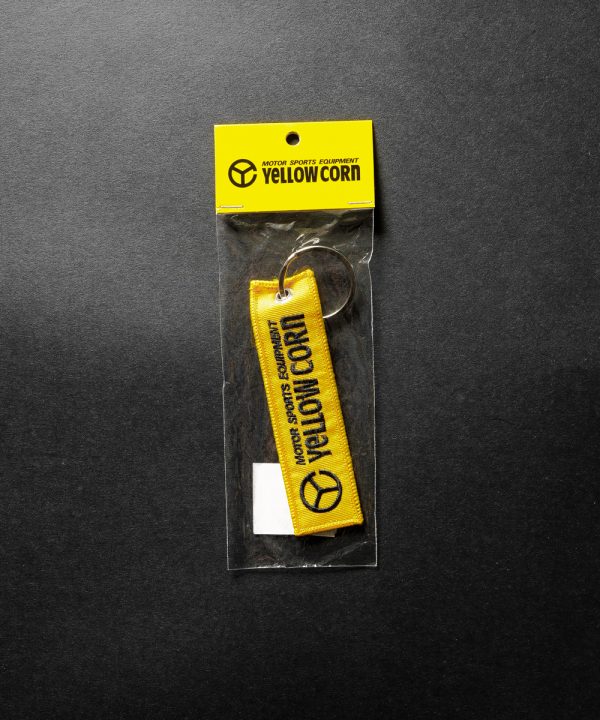 MOTOR SPORTS EQUIPMENT
YeLLOW CORn
MOTOR SPORTS EQUIPMENT
YeLLOW CORn